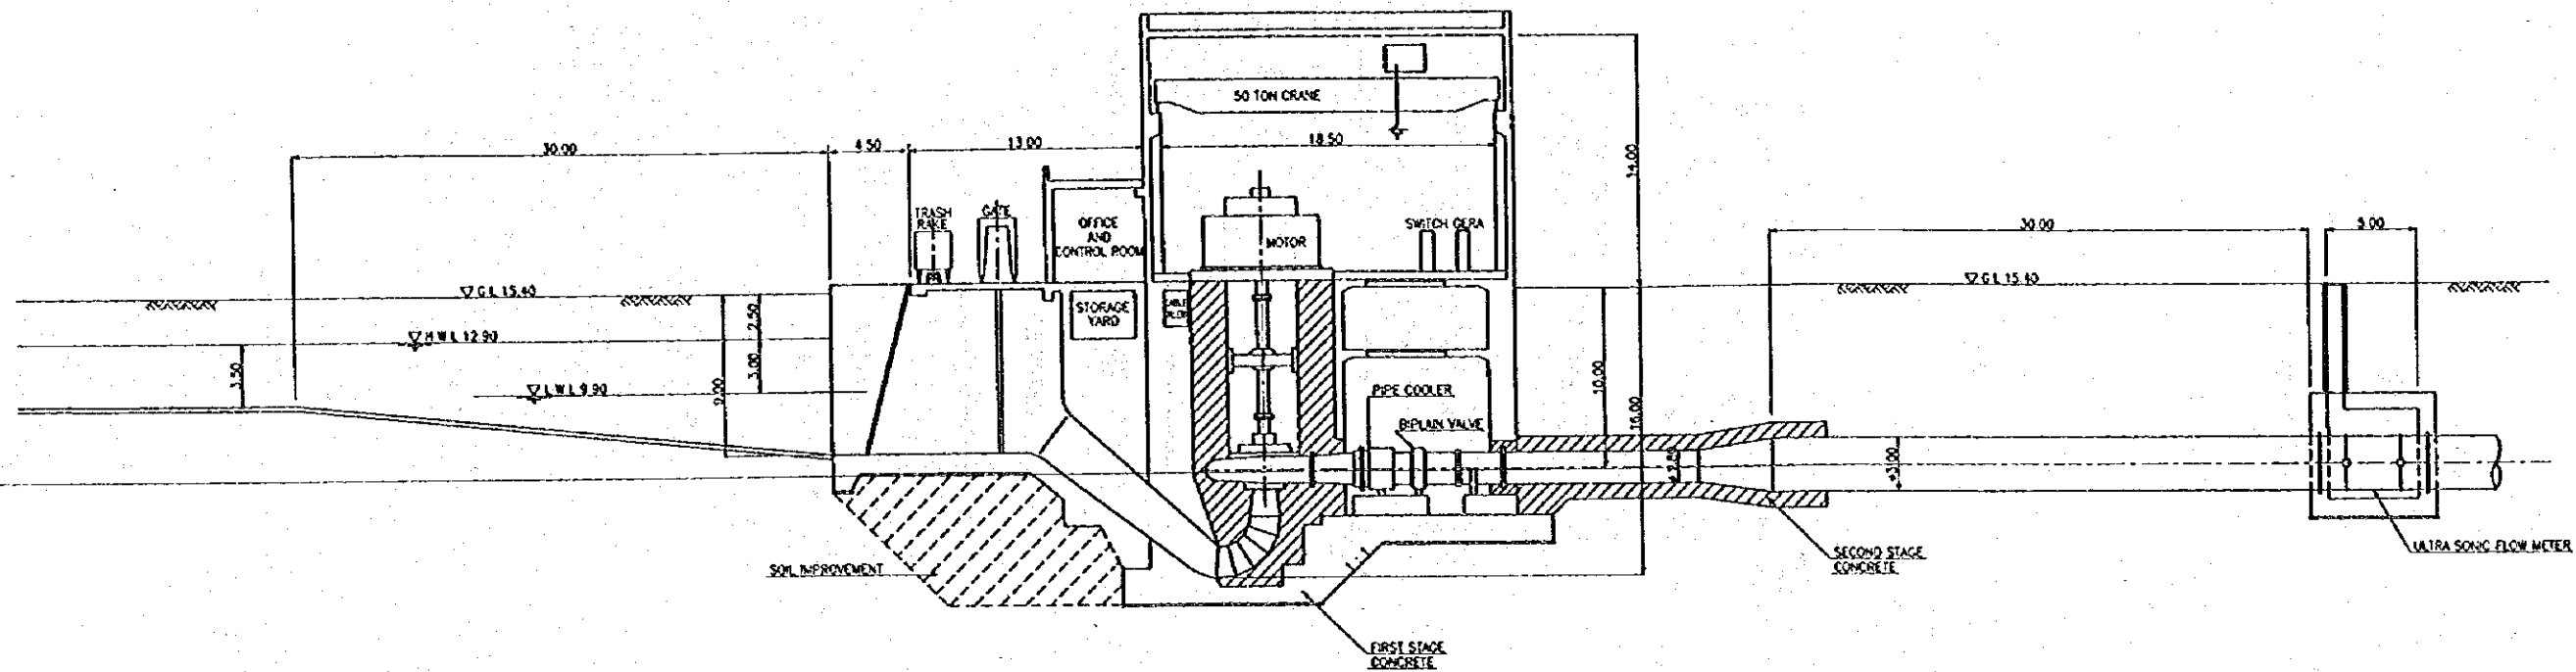 50 TON CRANE
30.00
4.50
13.00
18.50
14.00
TRASH
RAKE
GATE
OFFICE
AND
CONTROL ROOM
MOTOR
SWITCH GERA
30.00
5.00
▽ G L 15.40
▽ G L 15.40
▽ H W L 12.90
▽ L W L 9.90
3.50
2.50
3.00
9.00
STORAGE
YARD
10.00
16.00
PIPE COOLER
BIPLAIN VALVE
3.00
SOIL IMPROVEMENT
SECOND STAGE
CONCRETE
ULTRA SONIC FLOW METER
FIRST STAGE
CONCRETE